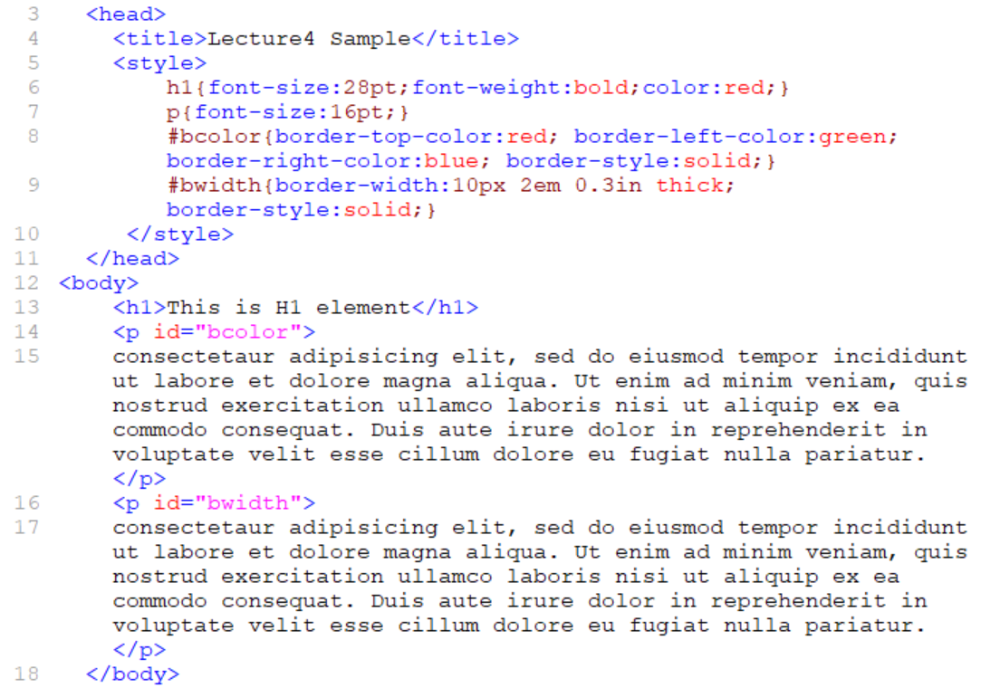 3 <head>
4 <title>Lecture4 Sample</title>
5 <style>
6 h1{font-size:28pt;font-weight:bold;color:red;}
7 p{font-size:16pt;}
8 #bcolor{border-top-color:red; border-left-color:green;
border-right-color:blue; border-style:solid;}
9 #bwidth{border-width:10px 2em 0.3in thick;
border-style:solid;}
10 </style>
11 </head>
12 <body>
13 <h1>This is H1 element</h1>
14 <p id="bcolor">
15 consectetaur adipisicing elit, sed do eiusmod tempor incididunt
ut labore et dolore magna aliqua. Ut enim ad minim veniam, quis
nostrud exercitation ullamco laboris nisi ut aliquip ex ea
commodo consequat. Duis aute irure dolor in reprehenderit in
voluptate velit esse cillum dolore eu fugiat nulla pariatur.
</p>
16 <p id="bwidth">
17 consectetaur adipisicing elit, sed do eiusmod tempor incididunt
ut labore et dolore magna aliqua. Ut enim ad minim veniam, quis
nostrud exercitation ullamco laboris nisi ut aliquip ex ea
commodo consequat. Duis aute irure dolor in reprehenderit in
voluptate velit esse cillum dolore eu fugiat nulla pariatur.
</p>
18 </body>